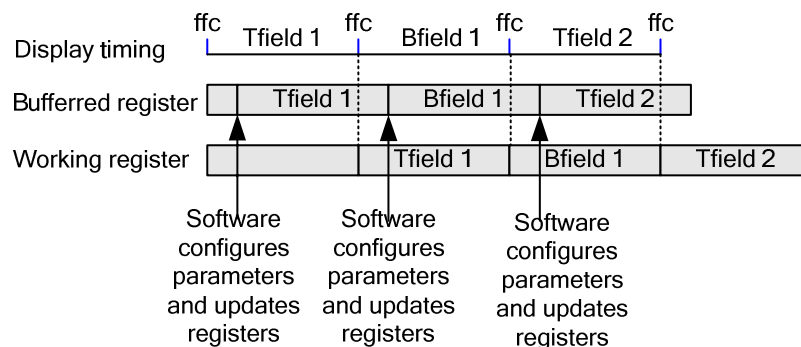 ffc ffc ffc ffc
Display timing Tfield 1 Bfield 1 Tfield 2
Bufferred register Tfield 1 Bfield 1 Tfield 2
Working register Tfield 1 Bfield 1 Tfield 2
Software
configures
parameters
and updates
registers
Software
configures
parameters
and updates
registers
Software
configures
parameters
and updates
registers